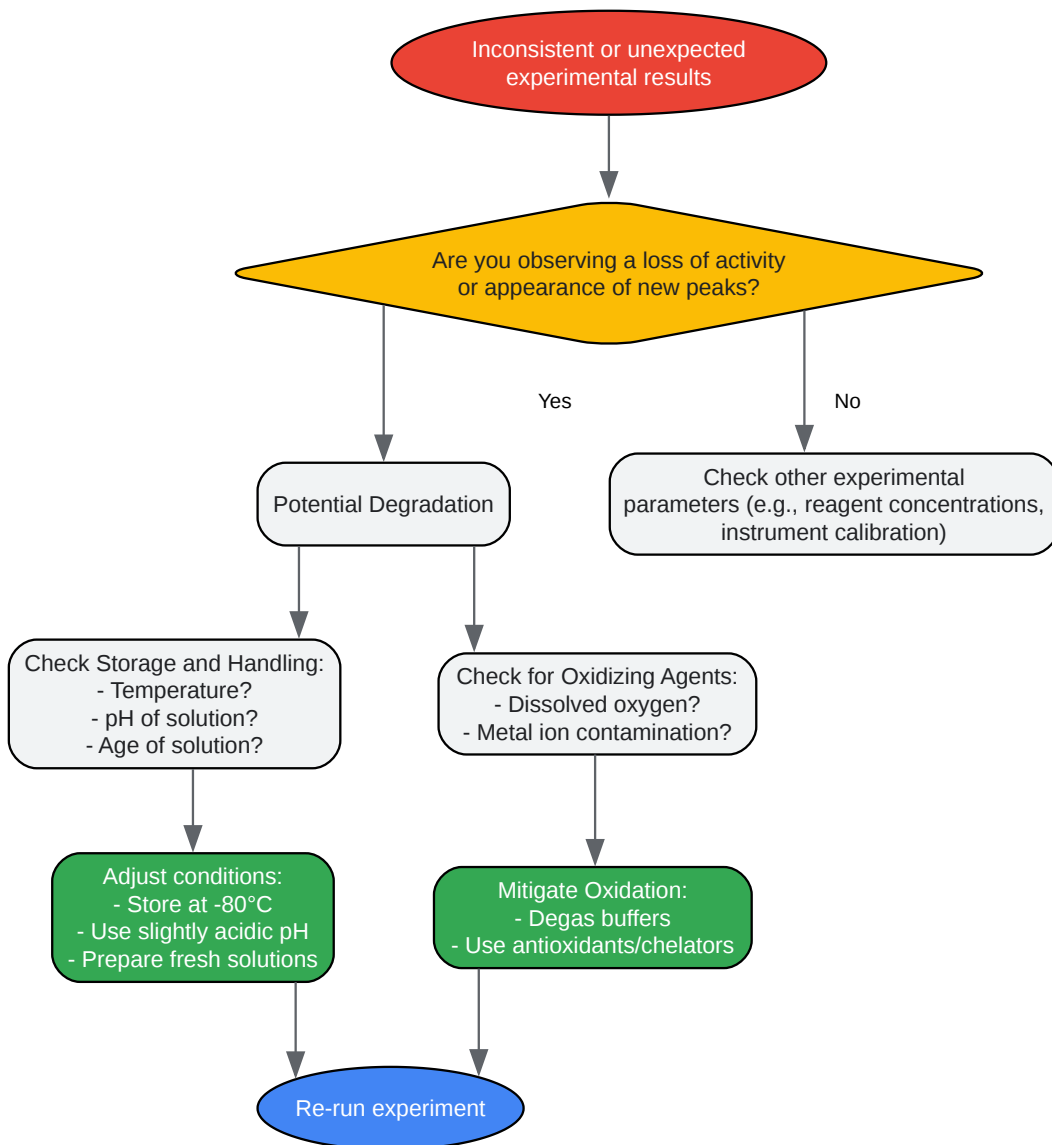 Inconsistent or unexpected
experimental results
Are you observing a loss of activity
or appearance of new peaks?
Yes
No
Potential Degradation
Check other experimental
parameters (e.g., reagent concentrations,
instrument calibration)
Check Storage and Handling:
- Temperature?
- pH of solution?
- Age of solution?
Check for Oxidizing Agents:
- Dissolved oxygen?
- Metal ion contamination?
Adjust conditions:
- Store at -80°C
- Use slightly acidic pH
- Prepare fresh solutions
Mitigate Oxidation:
- Degas buffers
- Use antioxidants/chelators
Re-run experiment